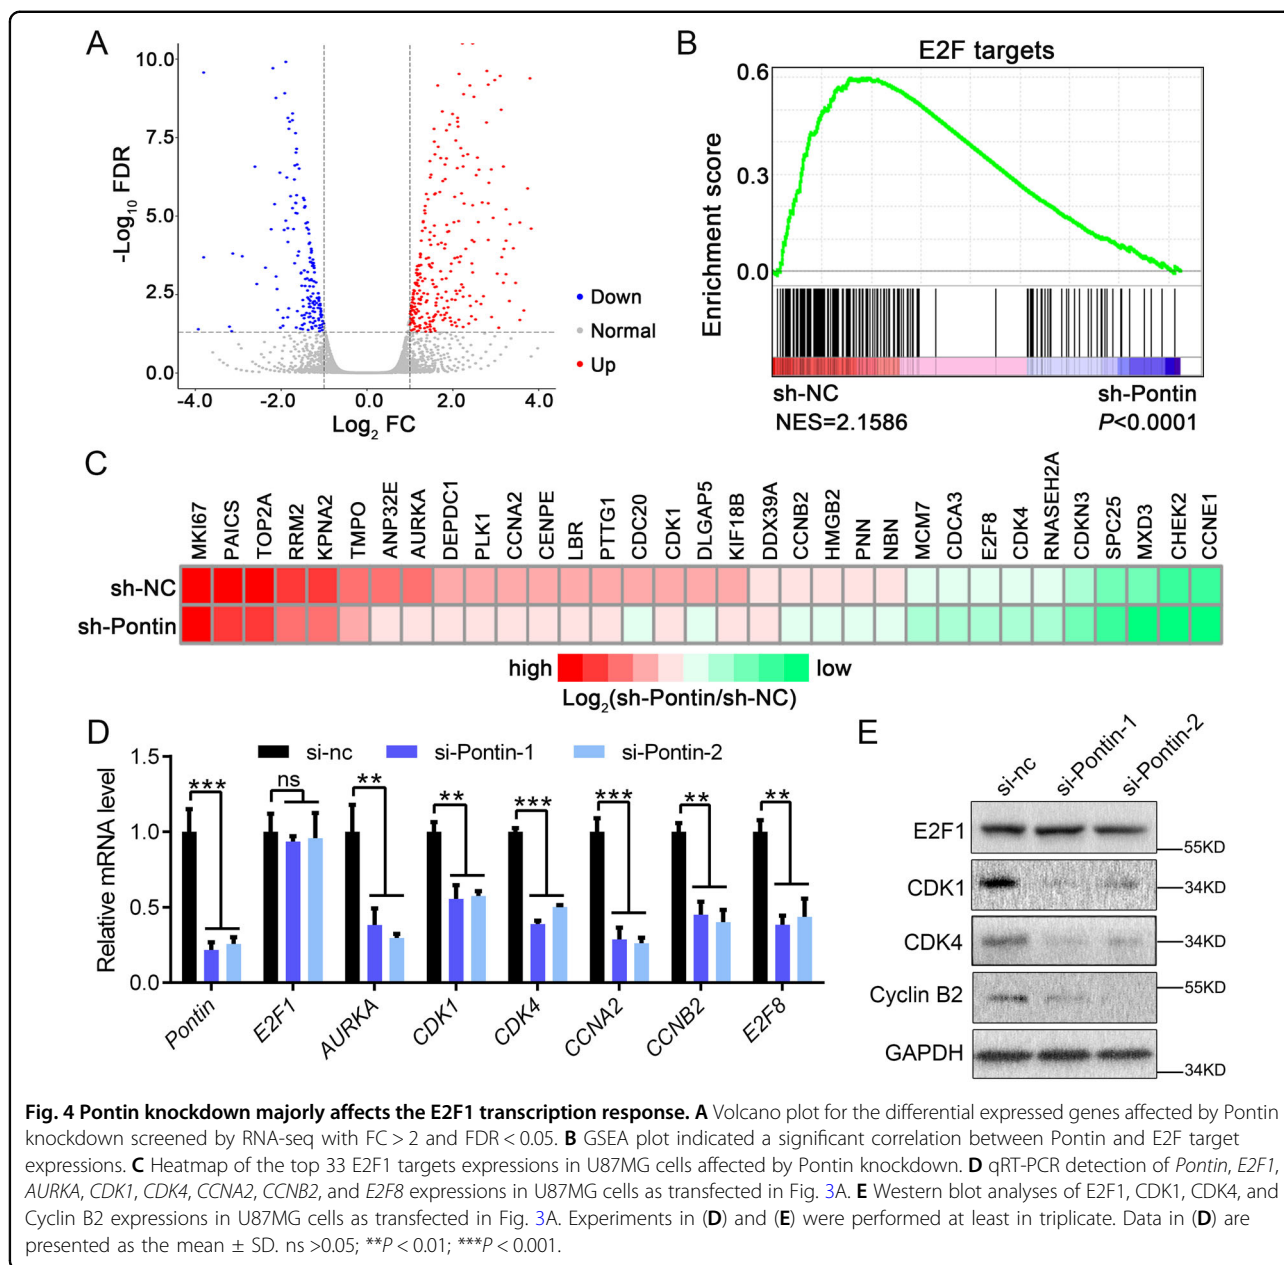 A
10.0
7.5
5.0
2.5
0.0
-Log10 FDR
-4.0 -2.0 0.0 2.0 4.0
Log2 FC
Down
Normal
Up
B
E2F targets
0.6
0.3
0.0
Enrichment score
sh-NC sh-Pontin
NES=2.1586 P<0.0001
C
MKI67 PAICS TOP2A RRM2 KPNA2 TMPO ANP32E AURKA DEPDC1 PLK1 CCNA2 CENPE LBR PTTG1 CDC20 CDK1 DLGAP5 KIF18B DDX39A CCNB2 HMGB2 PNN NBN MCM7 CDCA3 E2F8 CDK4 RNASEH2A CDKN3 SPC25 MXD3 CHEK2 CCNE1
sh-NC
sh-Pontin
high low
Log2(sh-Pontin/sh-NC)
D
si-nc si-Pontin-1 si-Pontin-2
1.5
1.0
0.5
0.0
Relative mRNA level
*** ns ** ** *** *** ** **
Pontin E2F1 AURKA CDK1 CDK4 CCNA2 CCNB2 E2F8
E
si-nc si-Pontin-1 si-Pontin-2
E2F1
55KD
CDK1
34KD
CDK4
34KD
Cyclin B2
55KD
GAPDH
34KD
Fig. 4 Pontin knockdown majorly affects the E2F1 transcription response. A Volcano plot for the differential expressed genes affected by Pontin
knockdown screened by RNA-seq with FC > 2 and FDR < 0.05. B GSEA plot indicated a significant correlation between Pontin and E2F target
expressions. C Heatmap of the top 33 E2F1 targets expressions in U87MG cells affected by Pontin knockdown. D qRT-PCR detection of Pontin, E2F1,
AURKA, CDK1, CDK4, CCNA2, CCNB2, and E2F8 expressions in U87MG cells as transfected in Fig. 3A. E Western blot analyses of E2F1, CDK1, CDK4, and
Cyclin B2 expressions in U87MG cells as transfected in Fig. 3A. Experiments in (D) and (E) were performed at least in triplicate. Data in (D) are
presented as the mean ± SD. ns >0.05; **P < 0.01; ***P < 0.001.